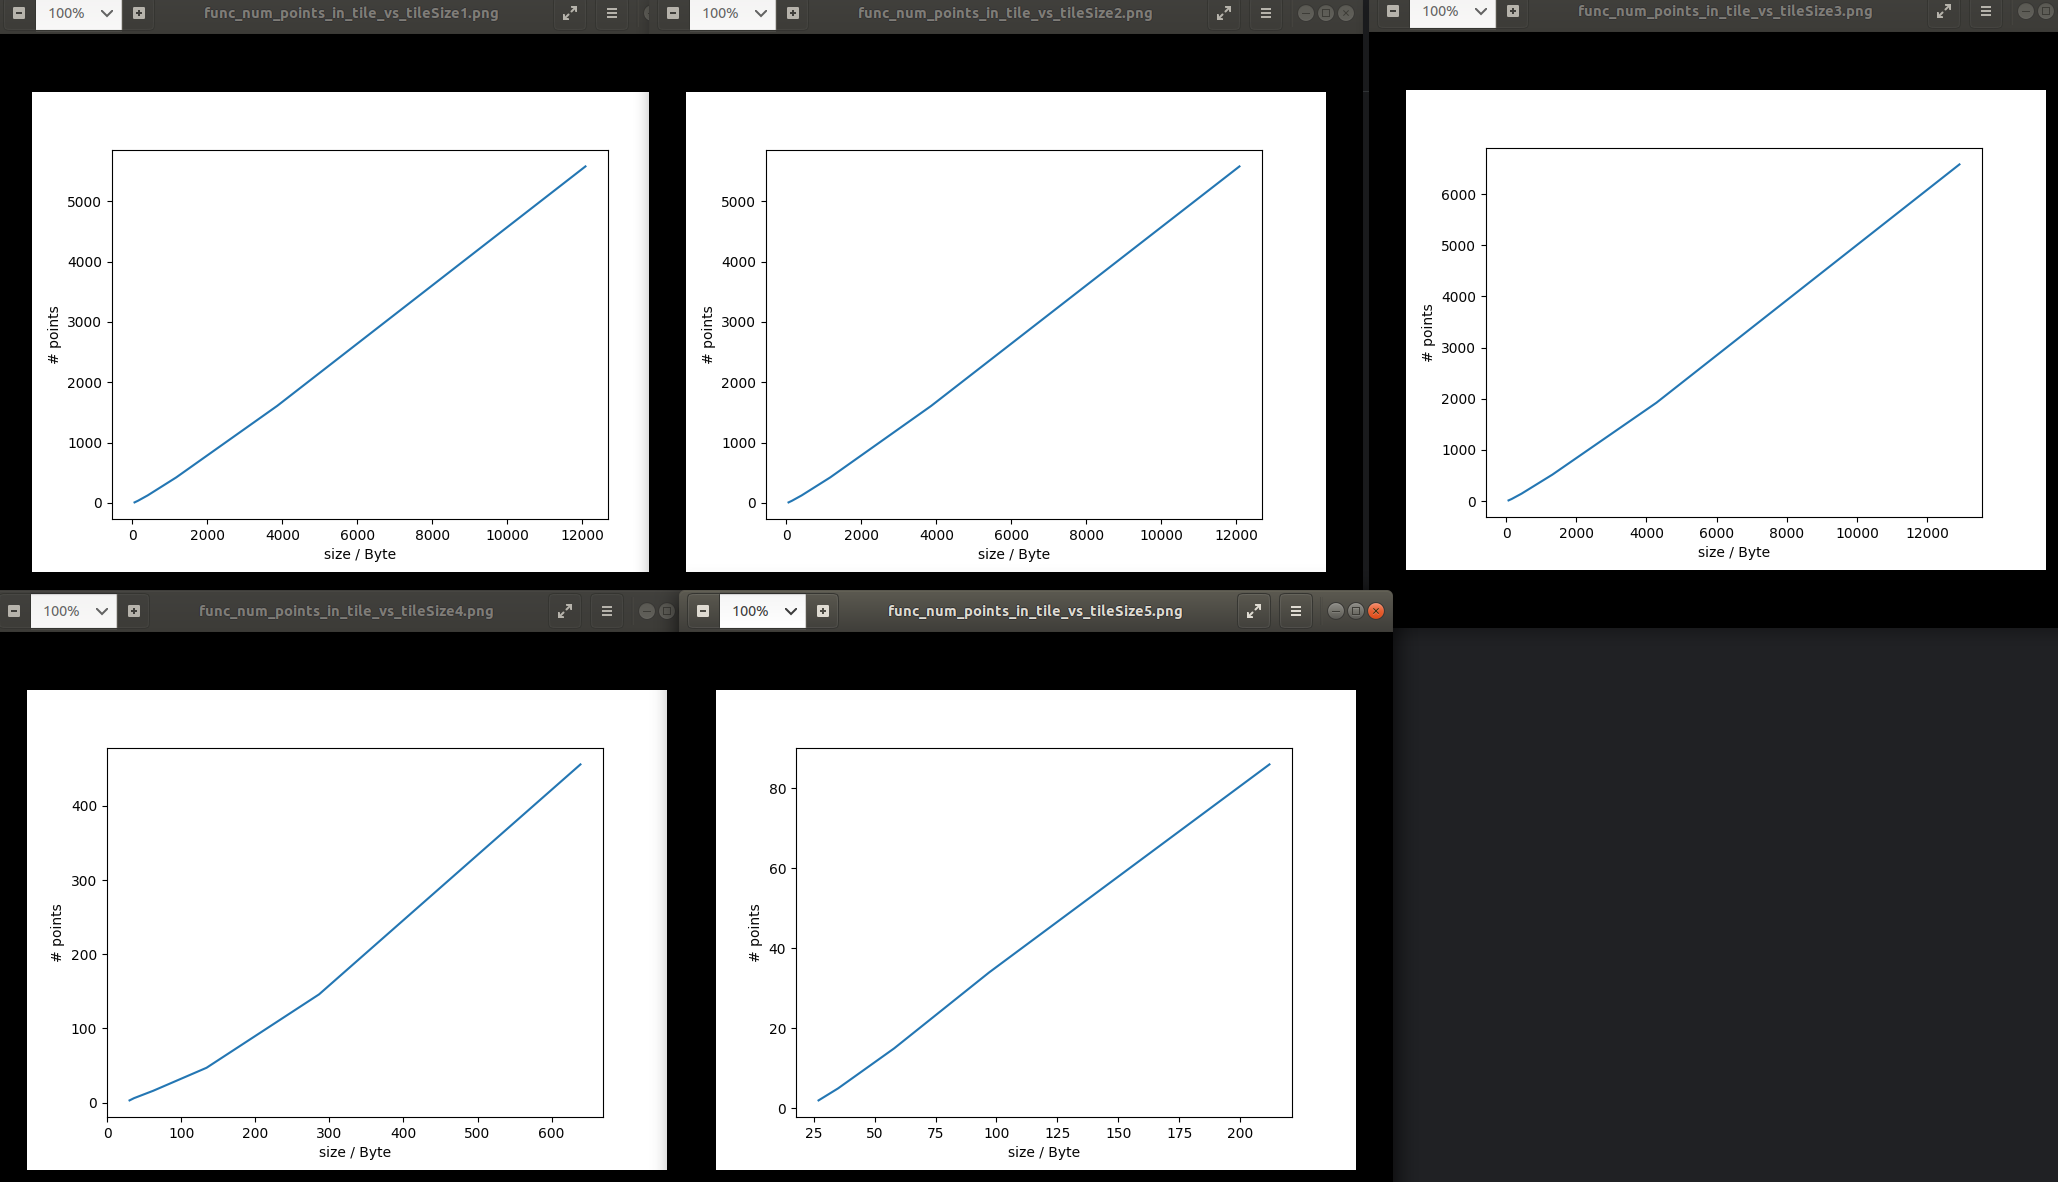 100% func_num_points_in_tile_vs_tileSize1.png
# points
5000
4000
3000
2000
1000
0
0 2000 4000 6000 8000 10000 12000
size / Byte
100% func_num_points_in_tile_vs_tileSize2.png
# points
5000
4000
3000
2000
1000
0
0 2000 4000 6000 8000 10000 12000
size / Byte
100% func_num_points_in_tile_vs_tileSize3.png
# points
6000
5000
4000
3000
2000
1000
0
0 2000 4000 6000 8000 10000 12000
size / Byte
100% func_num_points_in_tile_vs_tileSize4.png
# points
400
300
200
100
0
0 100 200 300 400 500 600
size / Byte
100% func_num_points_in_tile_vs_tileSize5.png
# points
80
60
40
20
0
25 50 75 100 125 150 175 200
size / Byte